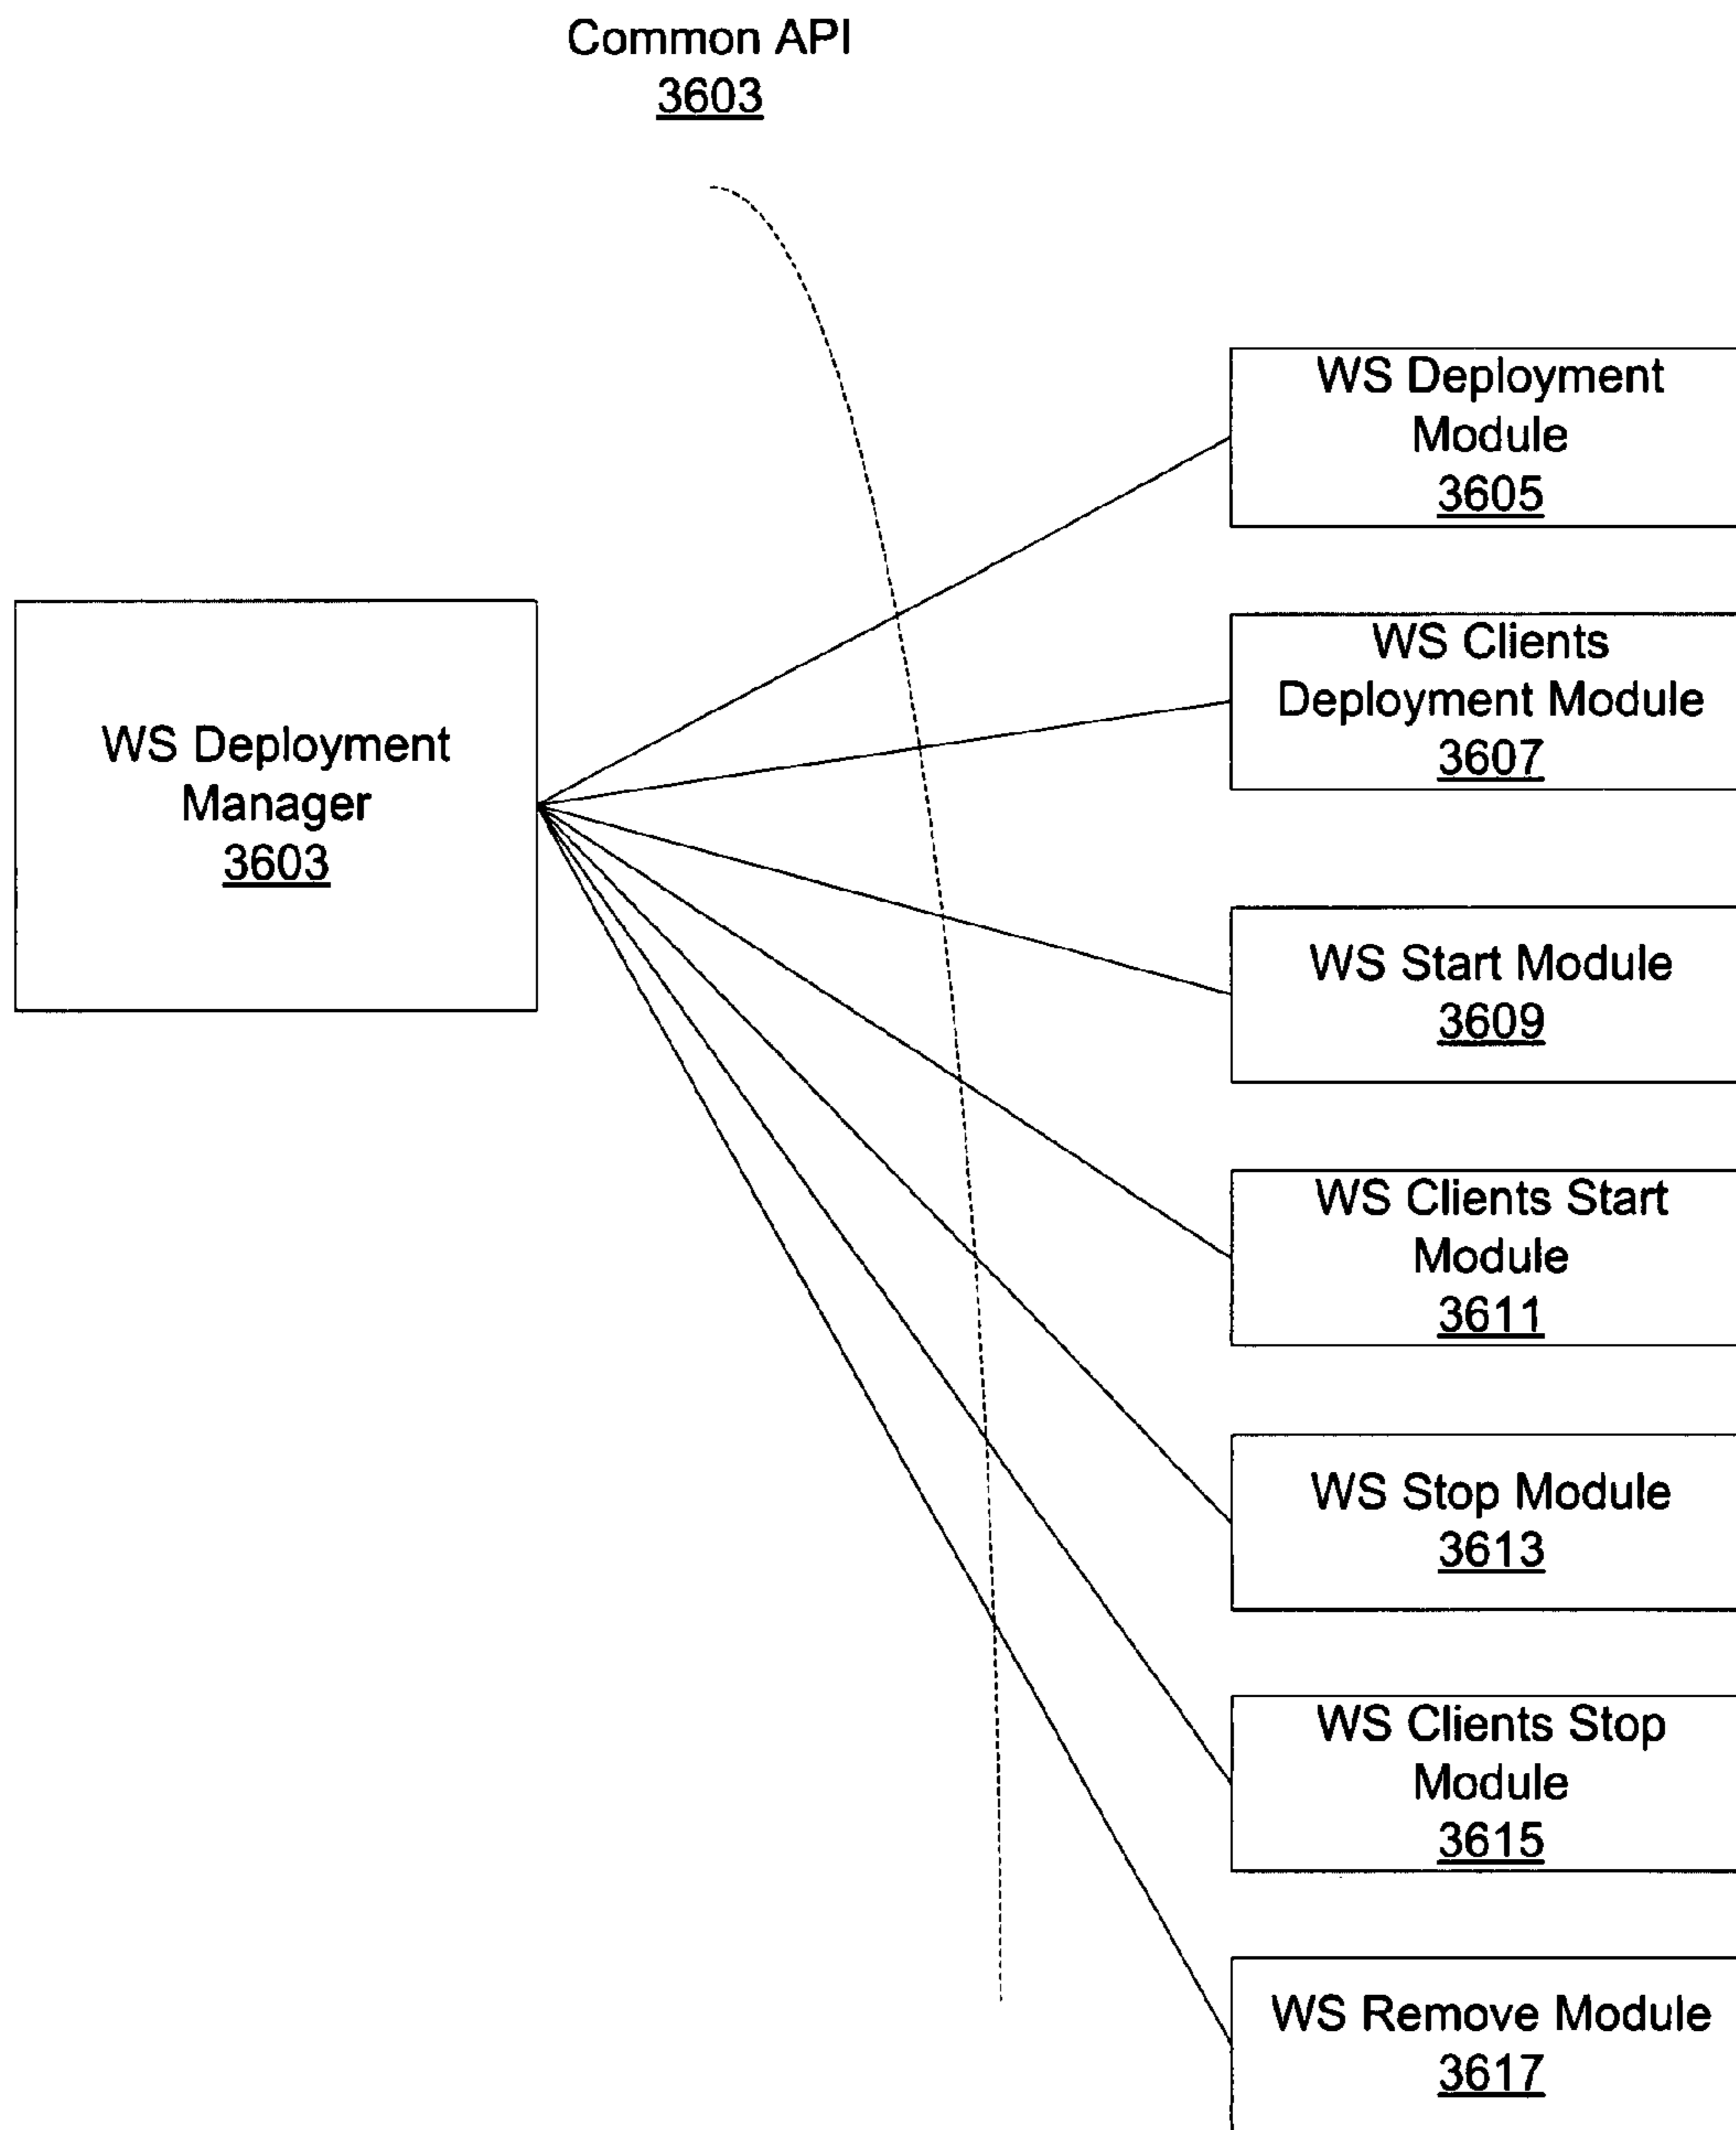 Common API
3603
WS Deployment
Module
3605
WS Clients
Deployment Module
3607
WS Deployment
Manager
3603
WS Start Module
3609
WS Clients Start
Module
3611
WS Stop Module
3613
WS Clients Stop
Module
3615
WS Remove Module
3617